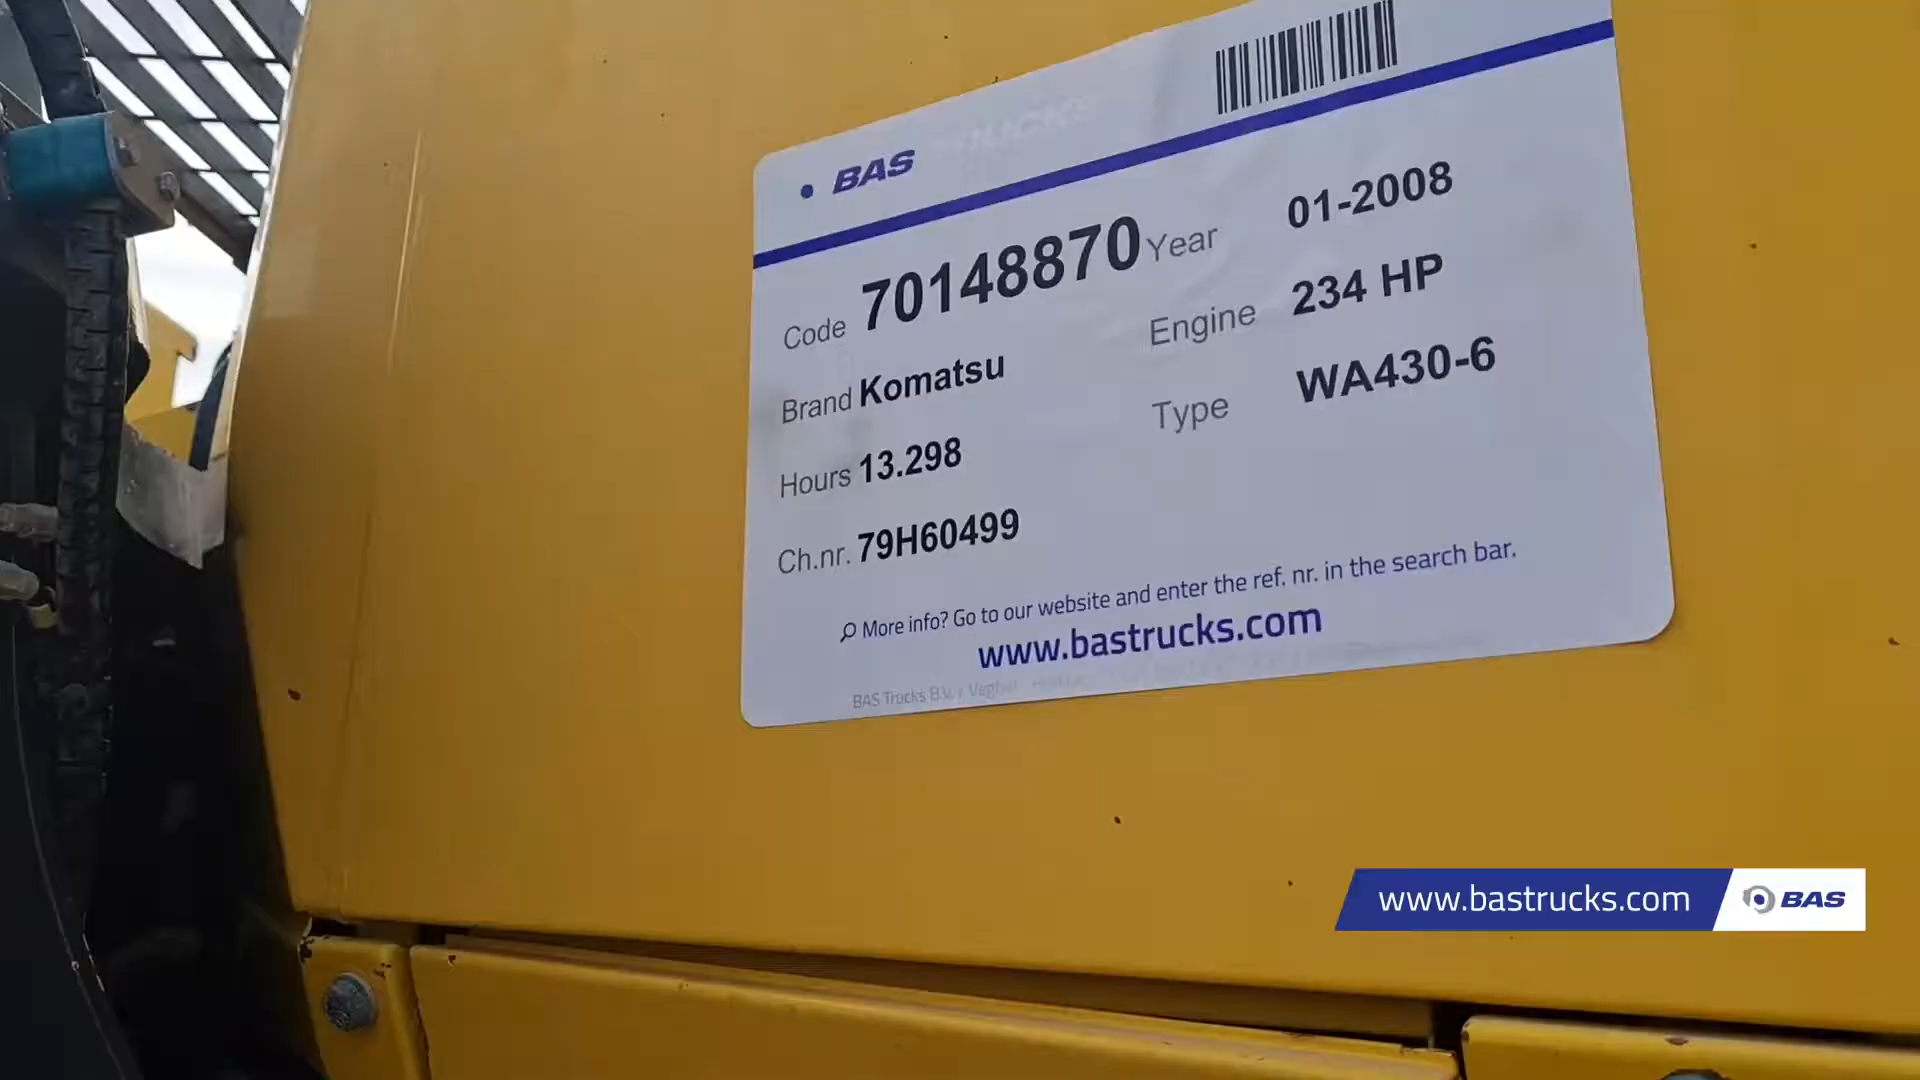 BAS TRUCKS
Code 70148870 Year 01-2008
Brand Komatsu Engine 234 HP
Hours 13.298 Type WA430-6
Ch.nr. 79H60499
More info? Go to our website and enter the ref. nr. in the search bar.
www.bastrucks.com
BAS Trucks B.V. / Veghel
www.bastrucks.com BAS